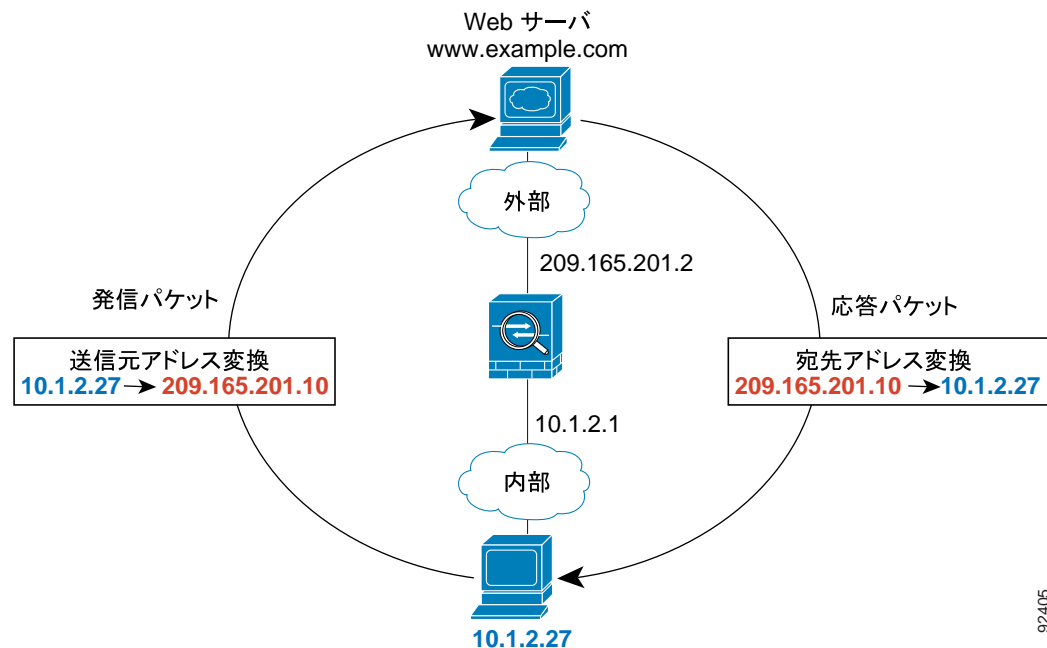 Web サーバ
www.example.com
外部
209.165.201.2
発信パケット
応答パケット
送信元アドレス変換
10.1.2.27 → 209.165.201.10
宛先アドレス変換
209.165.201.10 → 10.1.2.27
10.1.2.1
内部
10.1.2.27
92405